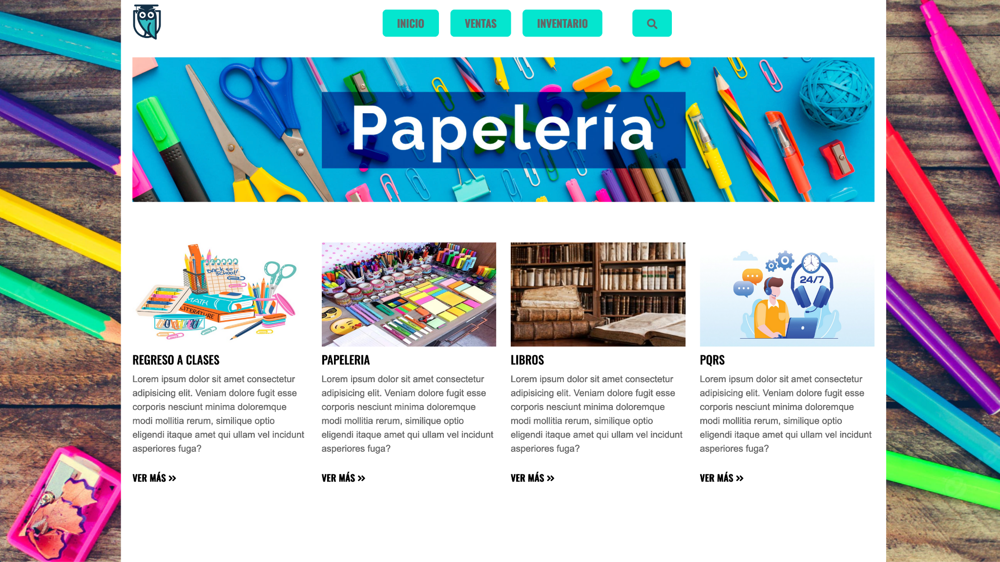 INICIO VENTAS INVENTARIO
Papelería
BACK to
SCHOOL!
MATH
LITERATURE
24/7
REGRESO A CLASES
Lorem ipsum dolor sit amet consectetur
adipisicing elit. Veniam dolore fugit esse
corporis nesciunt minima doloremque
modi mollitia rerum, similique optio
eligendi itaque amet qui ullam vel incidunt
asperiores fuga?
VER MÁS »
PAPELERIA
Lorem ipsum dolor sit amet consectetur
adipisicing elit. Veniam dolore fugit esse
corporis nesciunt minima doloremque
modi mollitia rerum, similique optio
eligendi itaque amet qui ullam vel incidunt
asperiores fuga?
VER MÁS »
LIBROS
Lorem ipsum dolor sit amet consectetur
adipisicing elit. Veniam dolore fugit esse
corporis nesciunt minima doloremque
modi mollitia rerum, similique optio
eligendi itaque amet qui ullam vel incidunt
asperiores fuga?
VER MÁS »
PQRS
Lorem ipsum dolor sit amet consectetur
adipisicing elit. Veniam dolore fugit esse
corporis nesciunt minima doloremque
modi mollitia rerum, similique optio
eligendi itaque amet qui ullam vel incidunt
asperiores fuga?
VER MÁS »